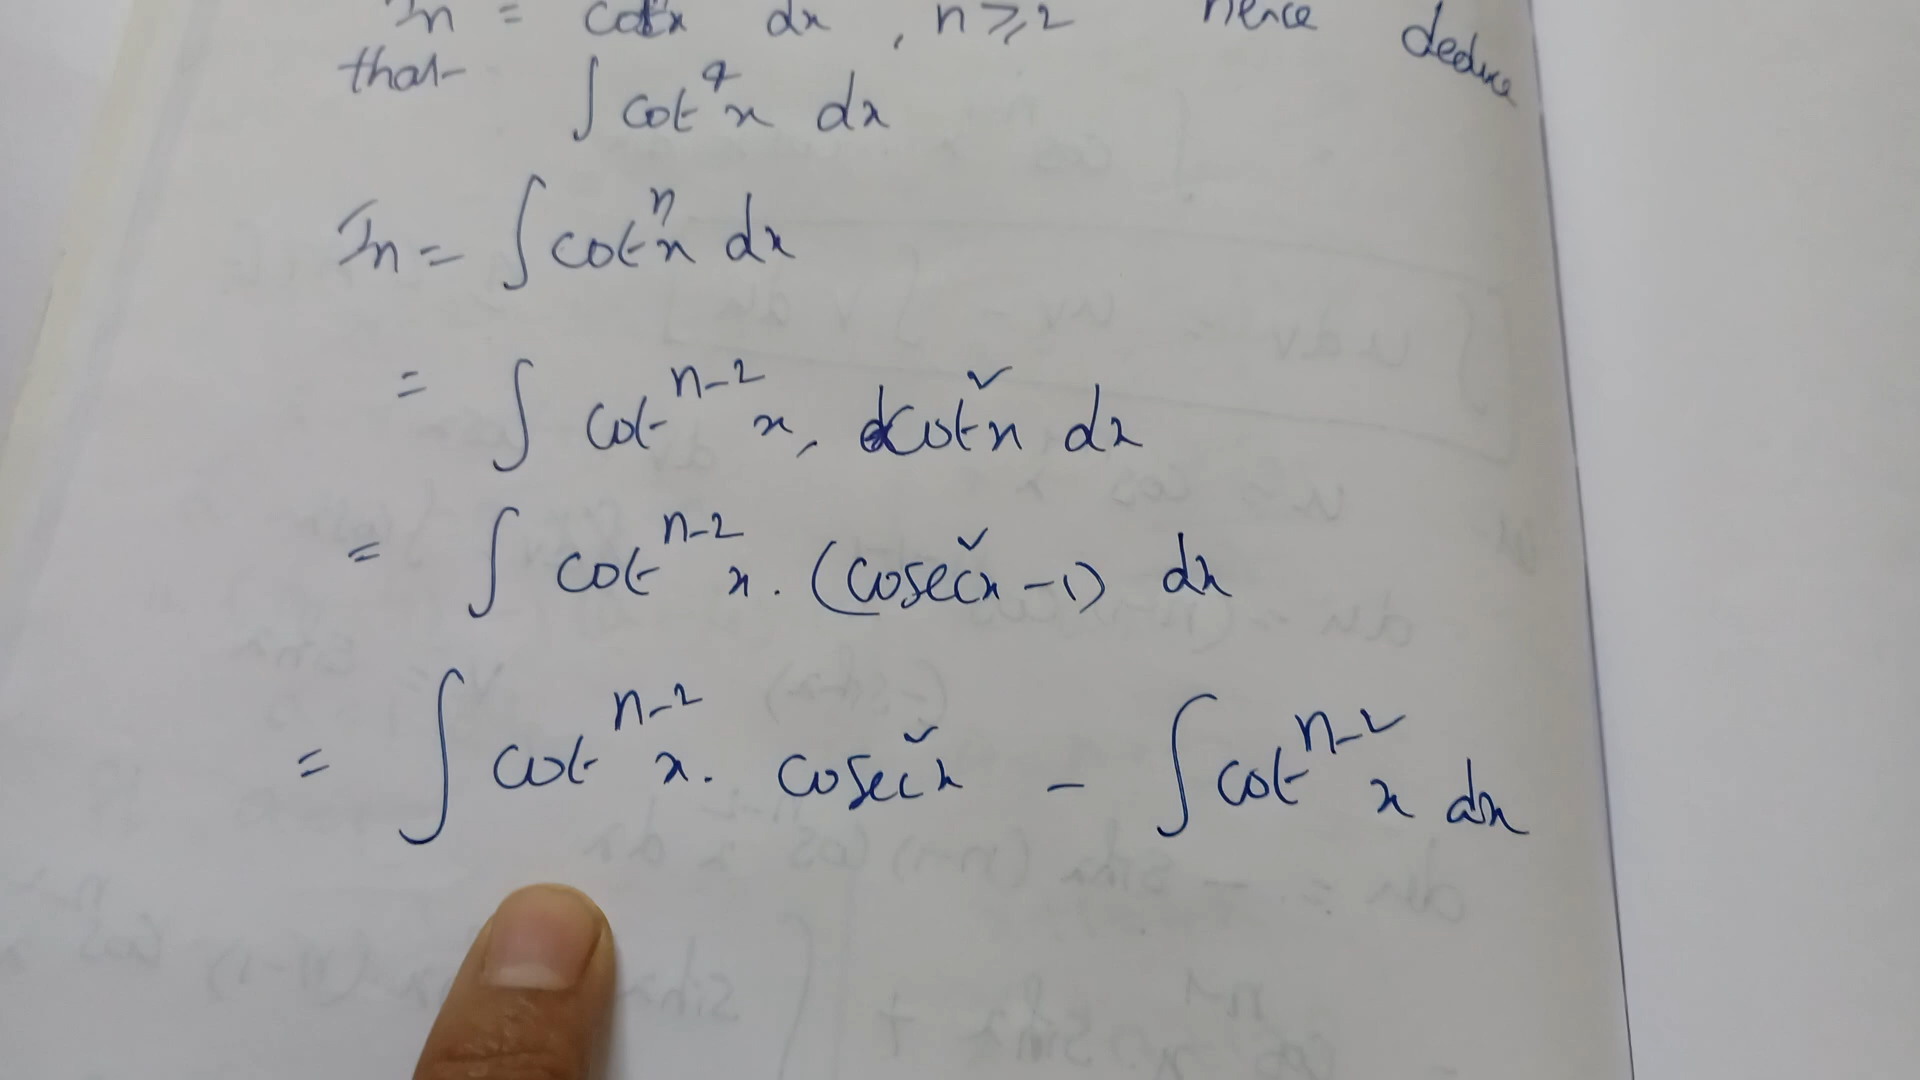 In = cotⁿx dx , n ≥ 2 hence deduce
that ∫ cot⁴x dx
In = ∫ cotⁿx dx
= ∫ cotⁿ⁻²x . cot²x dx
= ∫ cotⁿ⁻²x . (cosec²x - 1) dx
= ∫ cotⁿ⁻²x . cosec²x - ∫ cotⁿ⁻²x dx